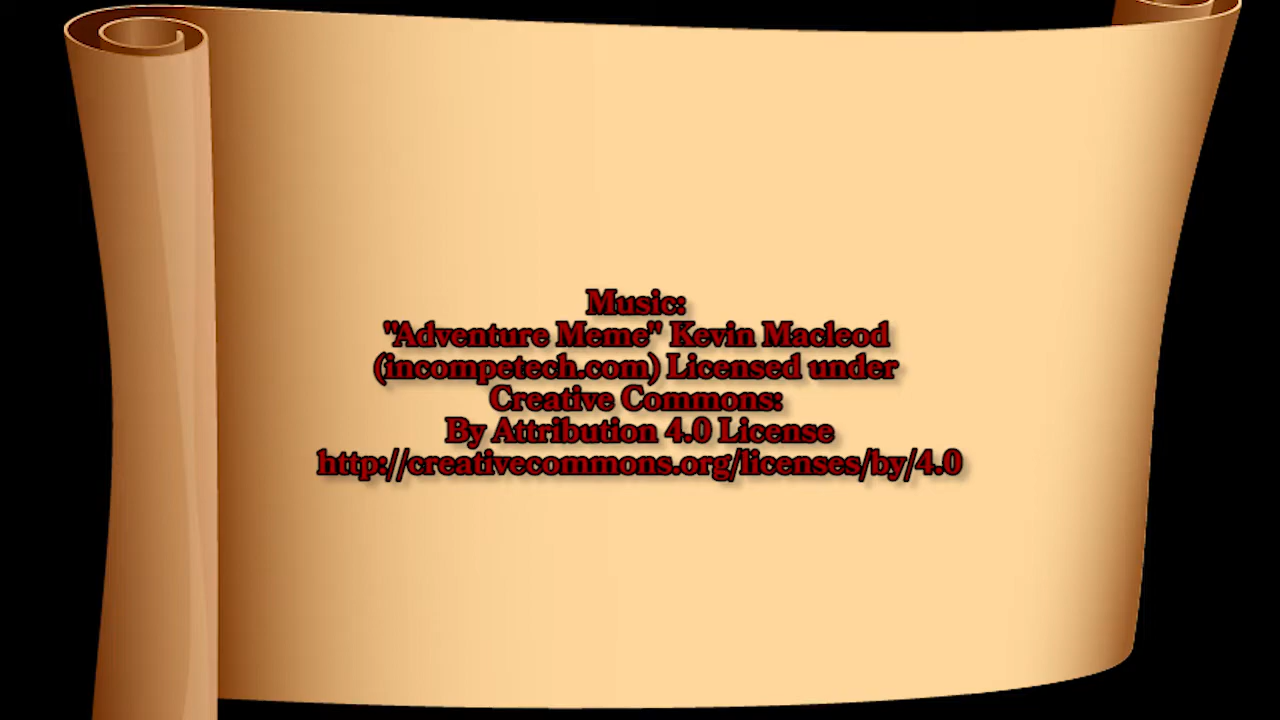 Music:
"Adventure Meme" Kevin Macleod
(incompetech.com) Licensed under
Creative Commons:
By Attribution 4.0 License
http://creativecommons.org/licenses/by/4.0